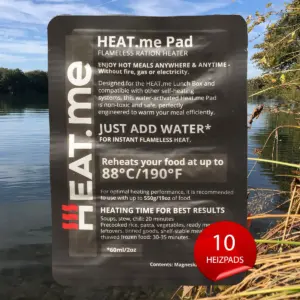 HEAT.me
HEAT.me Pad
FLAMELESS RATION HEATER
ENJOY HOT MEALS ANYWHERE & ANYTIME -
Without fire, gas or electricity.
Designed for the HEAT.me Lunch Box and
compatible with other self-heating
systems, this water-activated Heat.me Pad
is non-toxic and safe, perfectly
engineered to warm your meal efficiently.
JUST ADD WATER*
FOR INSTANT FLAMELESS HEAT.
Reheats your food at up to
88°C/190°F
For optimal heating performance, it is recommended
to use with up to 550g/19oz of food.
HEATING TIME FOR BEST RESULTS
Soups, stew, chili: 20 minutes
Precooked rice, pasta, vegetables, ready meals,
thawed frozen food: 30-35 minutes.
*60ml/2oz
Contents: Magnesium
10
HEIZPADS